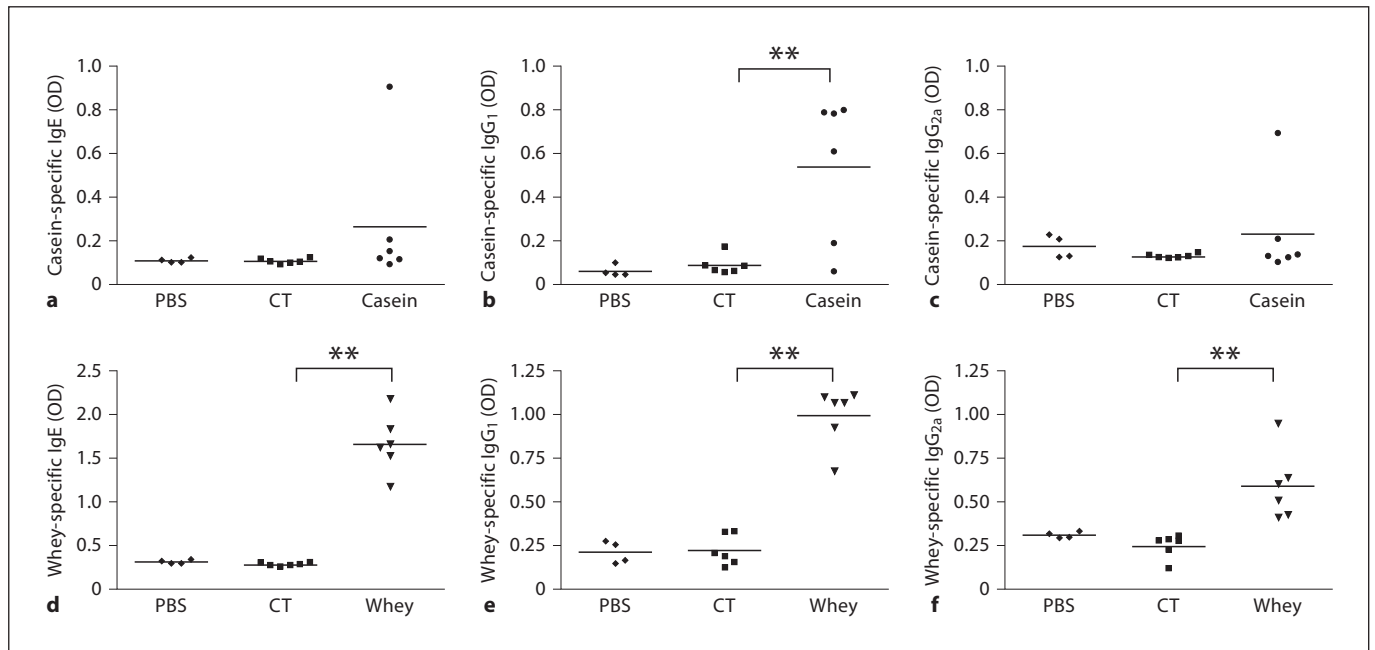 **
1.0
0.8
0.6
0.4
0.2
0
Casein-specific IgE (OD)
a
PBS CT Casein
1.0
0.8
0.6
0.4
0.2
0
Casein-specific IgG1 (OD)
b
PBS CT Casein
1.0
0.8
0.6
0.4
0.2
0
Casein-specific IgG2a (OD)
c
PBS CT Casein
**
2.5
2.0
1.5
1.0
0.5
0
Whey-specific IgE (OD)
d
PBS CT Whey
**
1.25
1.00
0.75
0.50
0.25
0
Whey-specific IgG1 (OD)
e
PBS CT Whey
**
1.25
1.00
0.75
0.50
0.25
0
Whey-specific IgG2a (OD)
f
PBS CT Whey